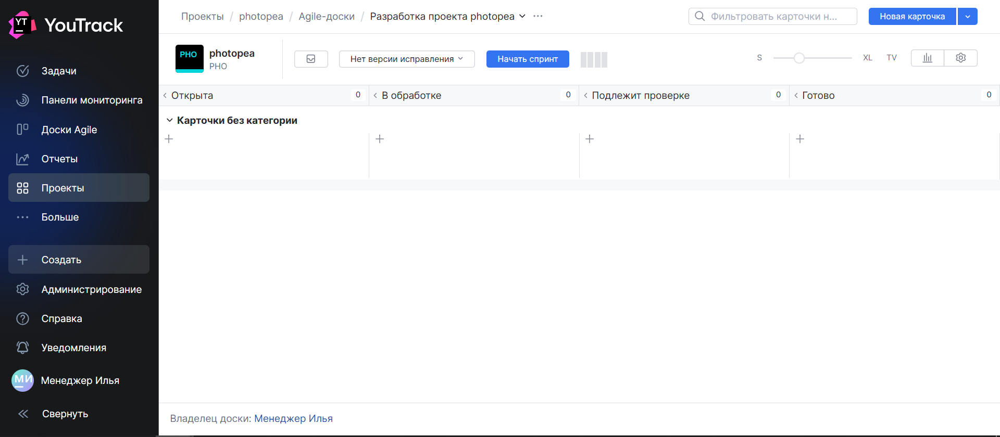 YT YouTrack
Задачи
Панели мониторинга
Доски Agile
Отчеты
Проекты
Больше
Создать
Администрирование
Справка
Уведомления
МИ Менеджер Илья
Свернуть
Проекты / photopea / Agile-доски / Разработка проекта photopea
Фильтровать карточки н...
Новая карточка
PHO
photopea
PHO
Нет версии исправления
Начать спринт
S
XL
TV
Открыта 0
В обработке 0
Подлежит проверке 0
Готово 0
Карточки без категории
Владелец доски: Менеджер Илья